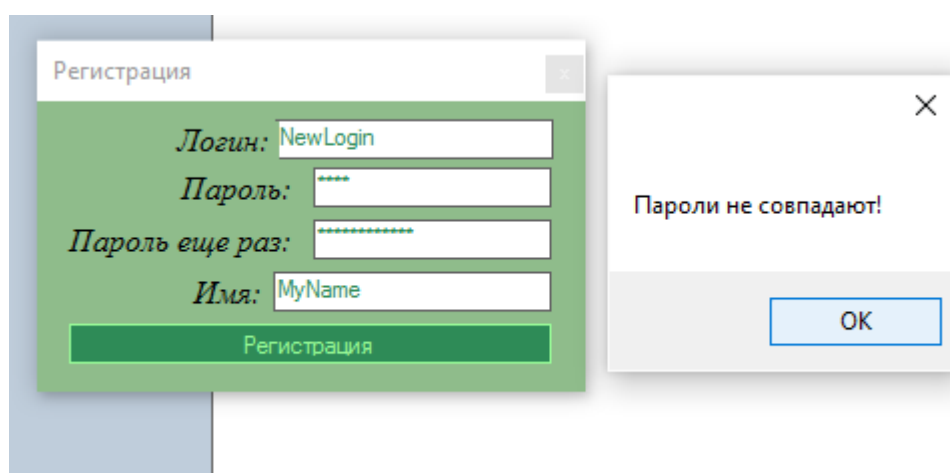 Регистрация
x
Логин: NewLogin
Пароль: ****
Пароль еще раз: ************
Имя: MyName
Регистрация
Пароли не совпадают!
OK